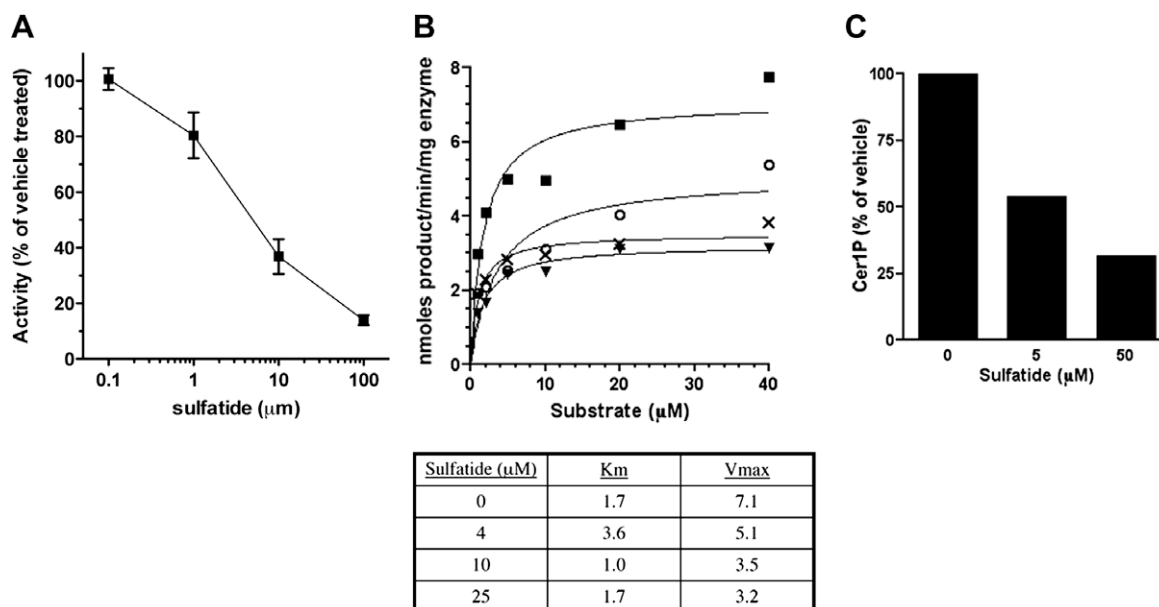 A
B
C
Activity (% of vehicle treated)
100
80
60
40
20
0
0.1 1 10 100
sulfatide (μm)
nmoles product/min/mg enzyme
8
6
4
2
0
0 10 20 30 40
Substrate (μM)
Cer1P (% of vehicle)
100
75
50
25
0
0 5 50
Sulfatide (μM)
Sulfatide (μM) Km Vmax
0 1.7 7.1
4 3.6 5.1
10 1.0 3.5
25 1.7 3.2